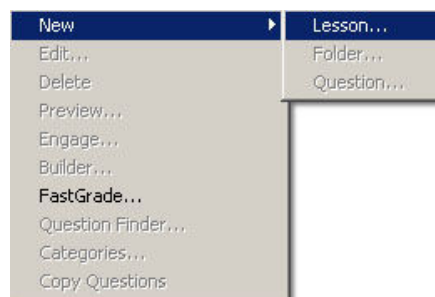 New
Edit...
Delete
Preview...
Engage...
Builder...
FastGrade...
Question Finder...
Categories...
Copy Questions
Lesson...
Folder...
Question...